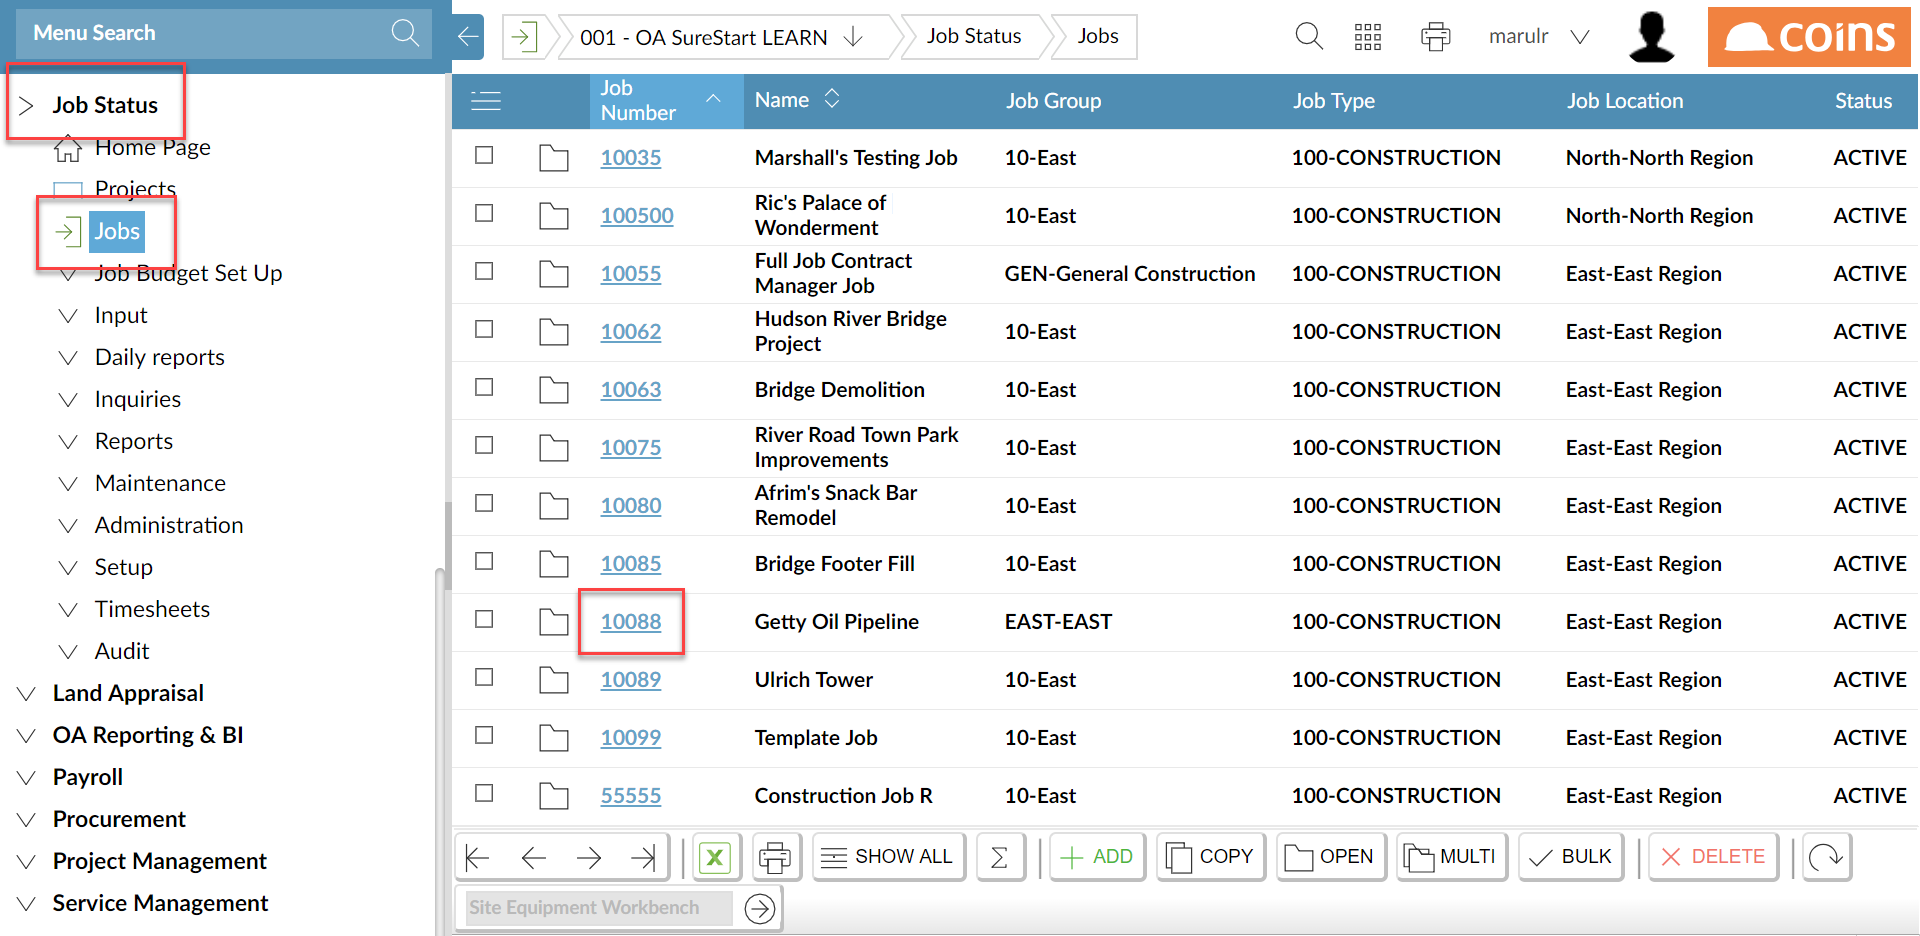 Menu Search
001 - OA SureStart LEARN
Job Status
Jobs
marulr
coins
Job Status
Home Page
Projects
Jobs
Job Budget Set Up
Input
Daily reports
Inquiries
Reports
Maintenance
Administration
Setup
Timesheets
Audit
Land Appraisal
OA Reporting & BI
Payroll
Procurement
Project Management
Service Management
Job Number Name Job Group Job Type Job Location Status
10035 Marshall's Testing Job 10-East 100-CONSTRUCTION North-North Region ACTIVE
100500 Ric's Palace of Wonderment 10-East 100-CONSTRUCTION North-North Region ACTIVE
10055 Full Job Contract Manager Job GEN-General Construction 100-CONSTRUCTION East-East Region ACTIVE
10062 Hudson River Bridge Project 10-East 100-CONSTRUCTION East-East Region ACTIVE
10063 Bridge Demolition 10-East 100-CONSTRUCTION East-East Region ACTIVE
10075 River Road Town Park Improvements 10-East 100-CONSTRUCTION East-East Region ACTIVE
10080 Afrim's Snack Bar Remodel 10-East 100-CONSTRUCTION East-East Region ACTIVE
10085 Bridge Footer Fill 10-East 100-CONSTRUCTION East-East Region ACTIVE
10088 Getty Oil Pipeline EAST-EAST 100-CONSTRUCTION East-East Region ACTIVE
10089 Ulrich Tower 10-East 100-CONSTRUCTION East-East Region ACTIVE
10099 Template Job 10-East 100-CONSTRUCTION East-East Region ACTIVE
55555 Construction Job R 10-East 100-CONSTRUCTION East-East Region ACTIVE
X SHOW ALL Σ ADD COPY OPEN MULTI BULK DELETE
Site Equipment Workbench